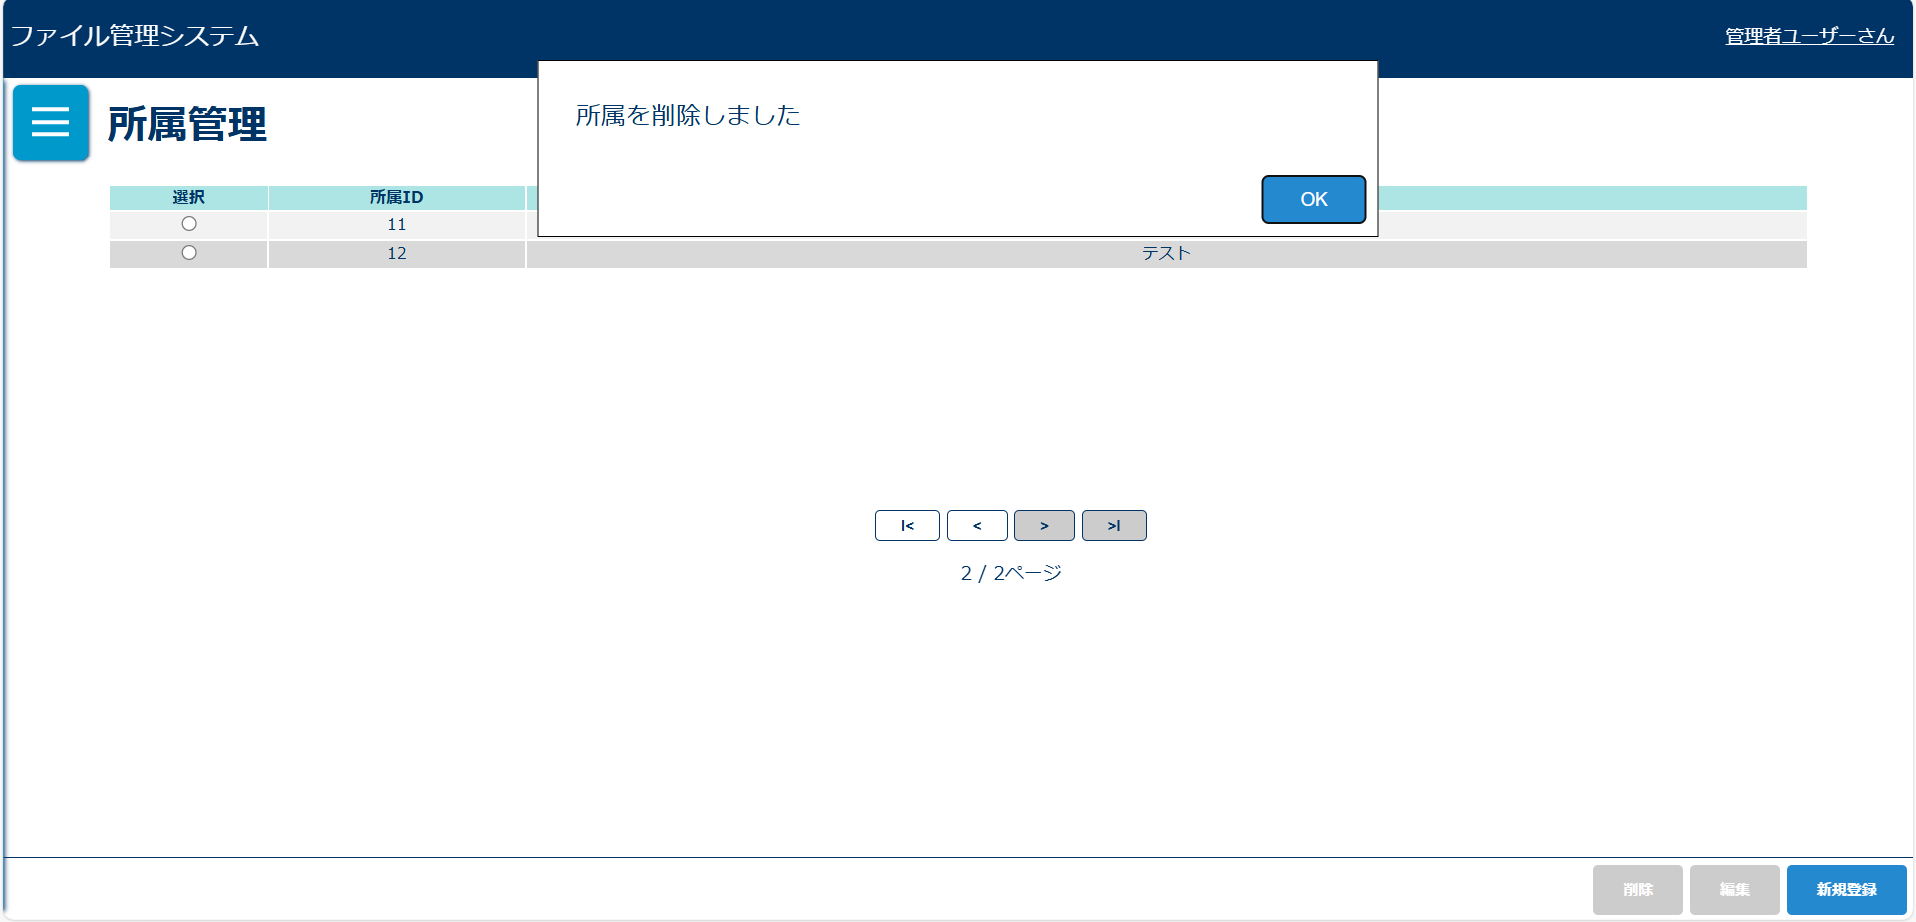 ファイル管理システム
管理者ユーザーさん
所属管理
所属を削除しました
OK
選択 所属ID
11
12 テスト
I< < > >I
2 / 2ページ
削除 編集 新規登録